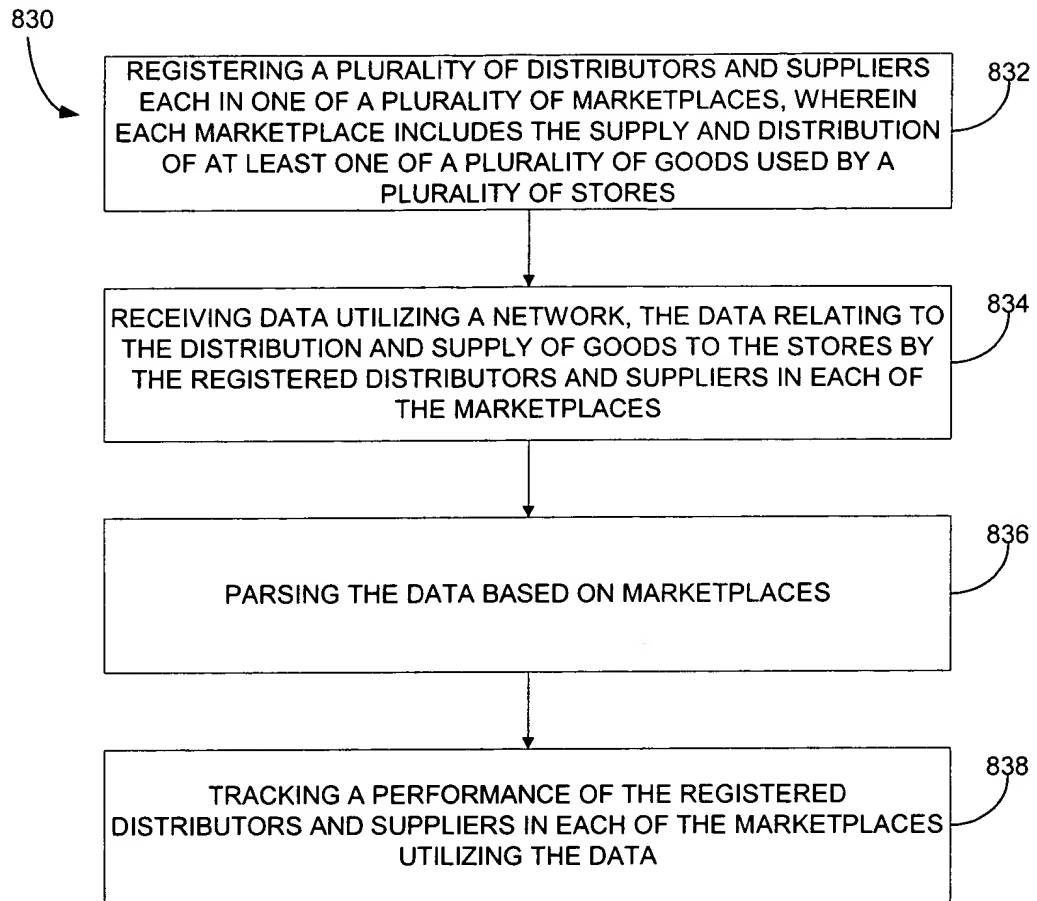 830
REGISTERING A PLURALITY OF DISTRIBUTORS AND SUPPLIERS
EACH IN ONE OF A PLURALITY OF MARKETPLACES, WHEREIN
EACH MARKETPLACE INCLUDES THE SUPPLY AND DISTRIBUTION
OF AT LEAST ONE OF A PLURALITY OF GOODS USED BY A
PLURALITY OF STORES
832
RECEIVING DATA UTILIZING A NETWORK, THE DATA RELATING TO
THE DISTRIBUTION AND SUPPLY OF GOODS TO THE STORES BY
THE REGISTERED DISTRIBUTORS AND SUPPLIERS IN EACH OF
THE MARKETPLACES
834
PARSING THE DATA BASED ON MARKETPLACES
836
TRACKING A PERFORMANCE OF THE REGISTERED
DISTRIBUTORS AND SUPPLIERS IN EACH OF THE MARKETPLACES
UTILIZING THE DATA
838